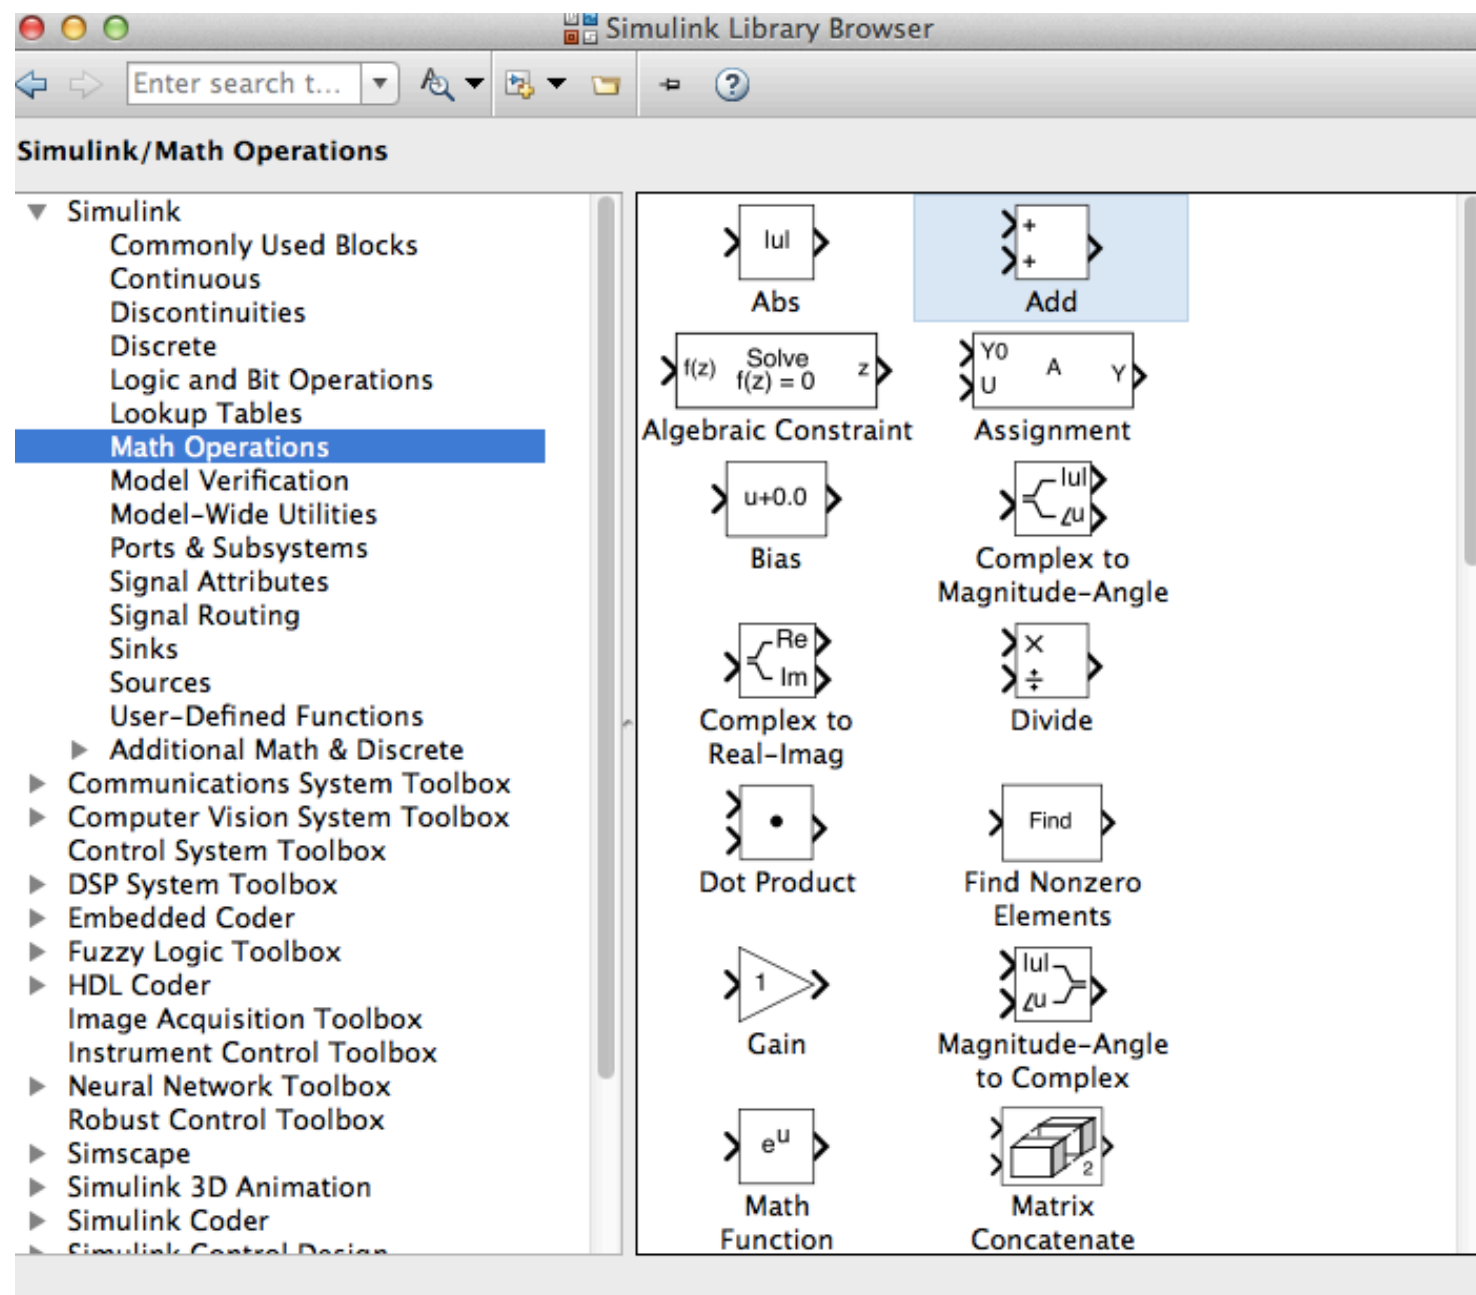 Simulink Library Browser
Enter search t...
Simulink/Math Operations
Simulink
Commonly Used Blocks
Continuous
Discontinuities
Discrete
Logic and Bit Operations
Lookup Tables
Math Operations
Model Verification
Model-Wide Utilities
Ports & Subsystems
Signal Attributes
Signal Routing
Sinks
Sources
User-Defined Functions
Additional Math & Discrete
Communications System Toolbox
Computer Vision System Toolbox
Control System Toolbox
DSP System Toolbox
Embedded Coder
Fuzzy Logic Toolbox
HDL Coder
Image Acquisition Toolbox
Instrument Control Toolbox
Neural Network Toolbox
Robust Control Toolbox
Simscape
Simulink 3D Animation
Simulink Coder
Simulink Control Design
|u|
Abs
+
+
Add
f(z) Solve z
f(z) = 0
Algebraic Constraint
Y0 A Y
U
Assignment
u+0.0
Bias
|u|
∠u
Complex to
Magnitude-Angle
Re
Im
Complex to
Real-Imag
×
÷
Divide
Dot Product
Find
Find Nonzero
Elements
1
Gain
|u|
∠u
Magnitude-Angle
to Complex
e^u
Math
Function
2
Matrix
Concatenate